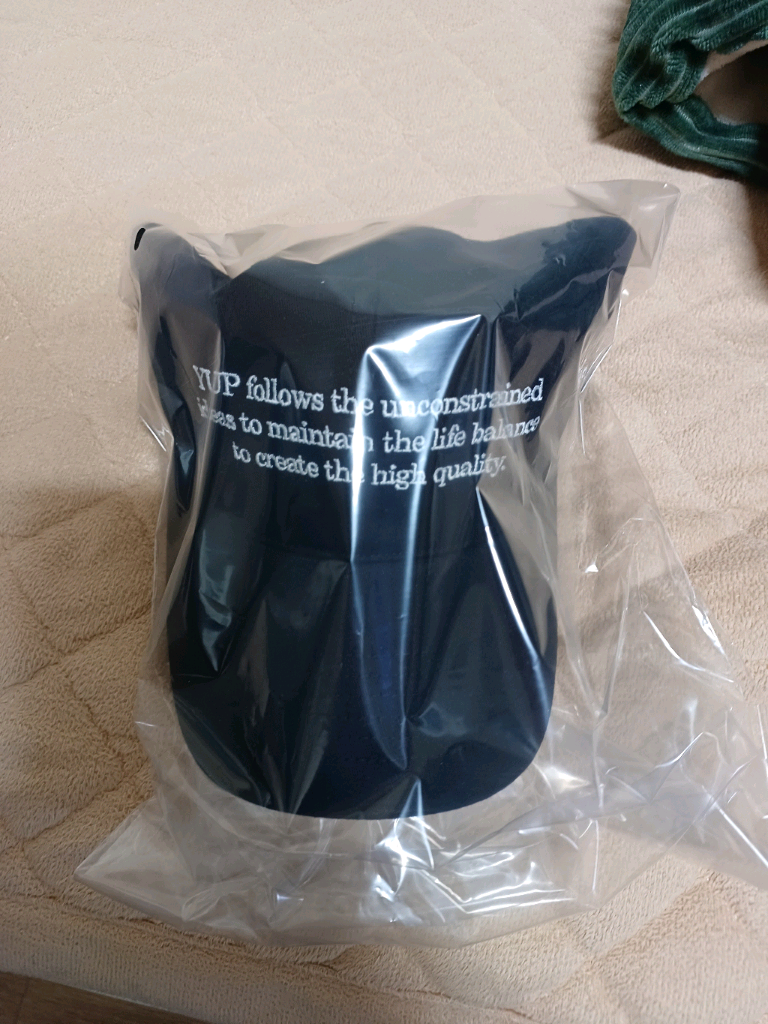 YUP follows the unconstrained
ideas to maintain the life balance
to create the high quality.